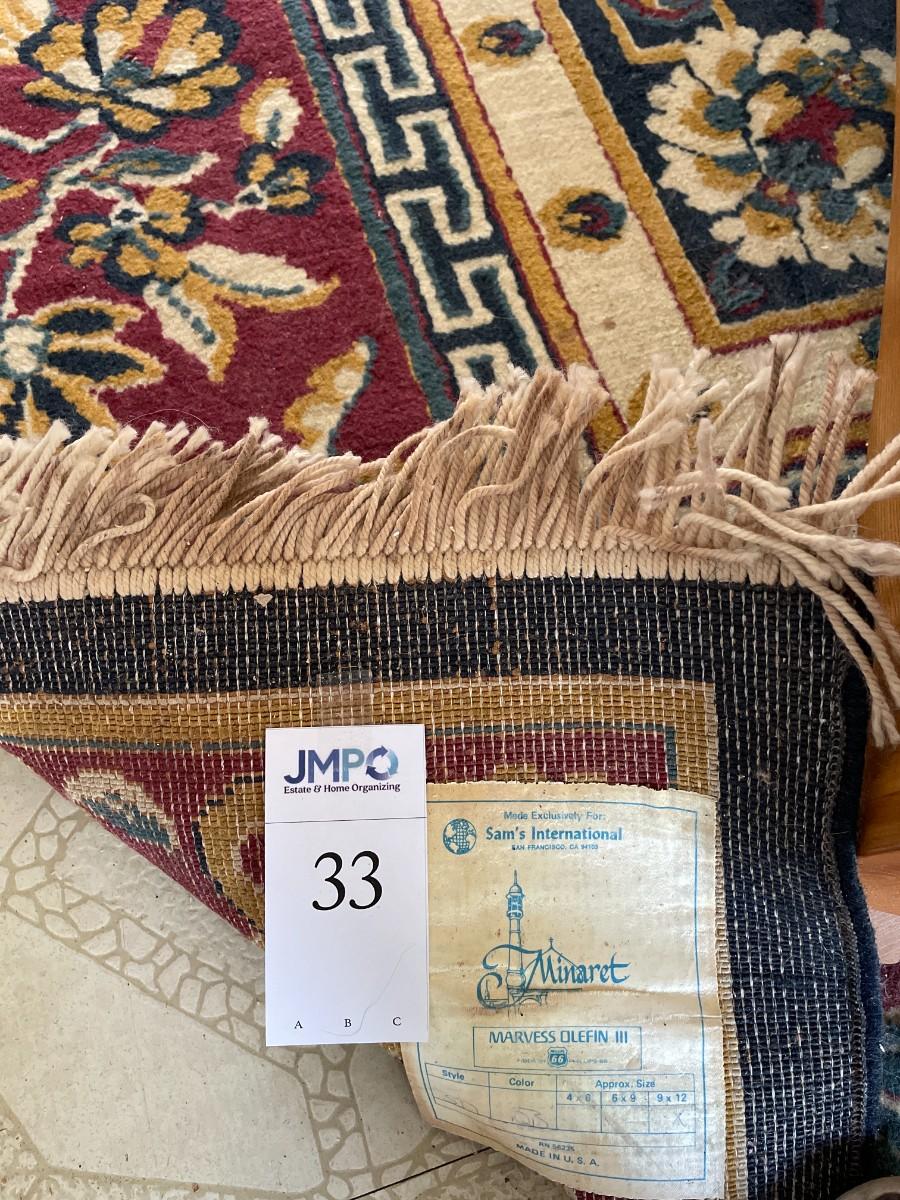 JMPO
Estate & Home Organizing
33
A B C
Made Exclusively For:
Sam's International
SAN FRANCISCO, CA 94103
Minaret
MARVESS OLEFIN III
66
Style Color Approx. Size
4 x 6 6 x 9 9 x 12
X
MADE IN U. S. A.